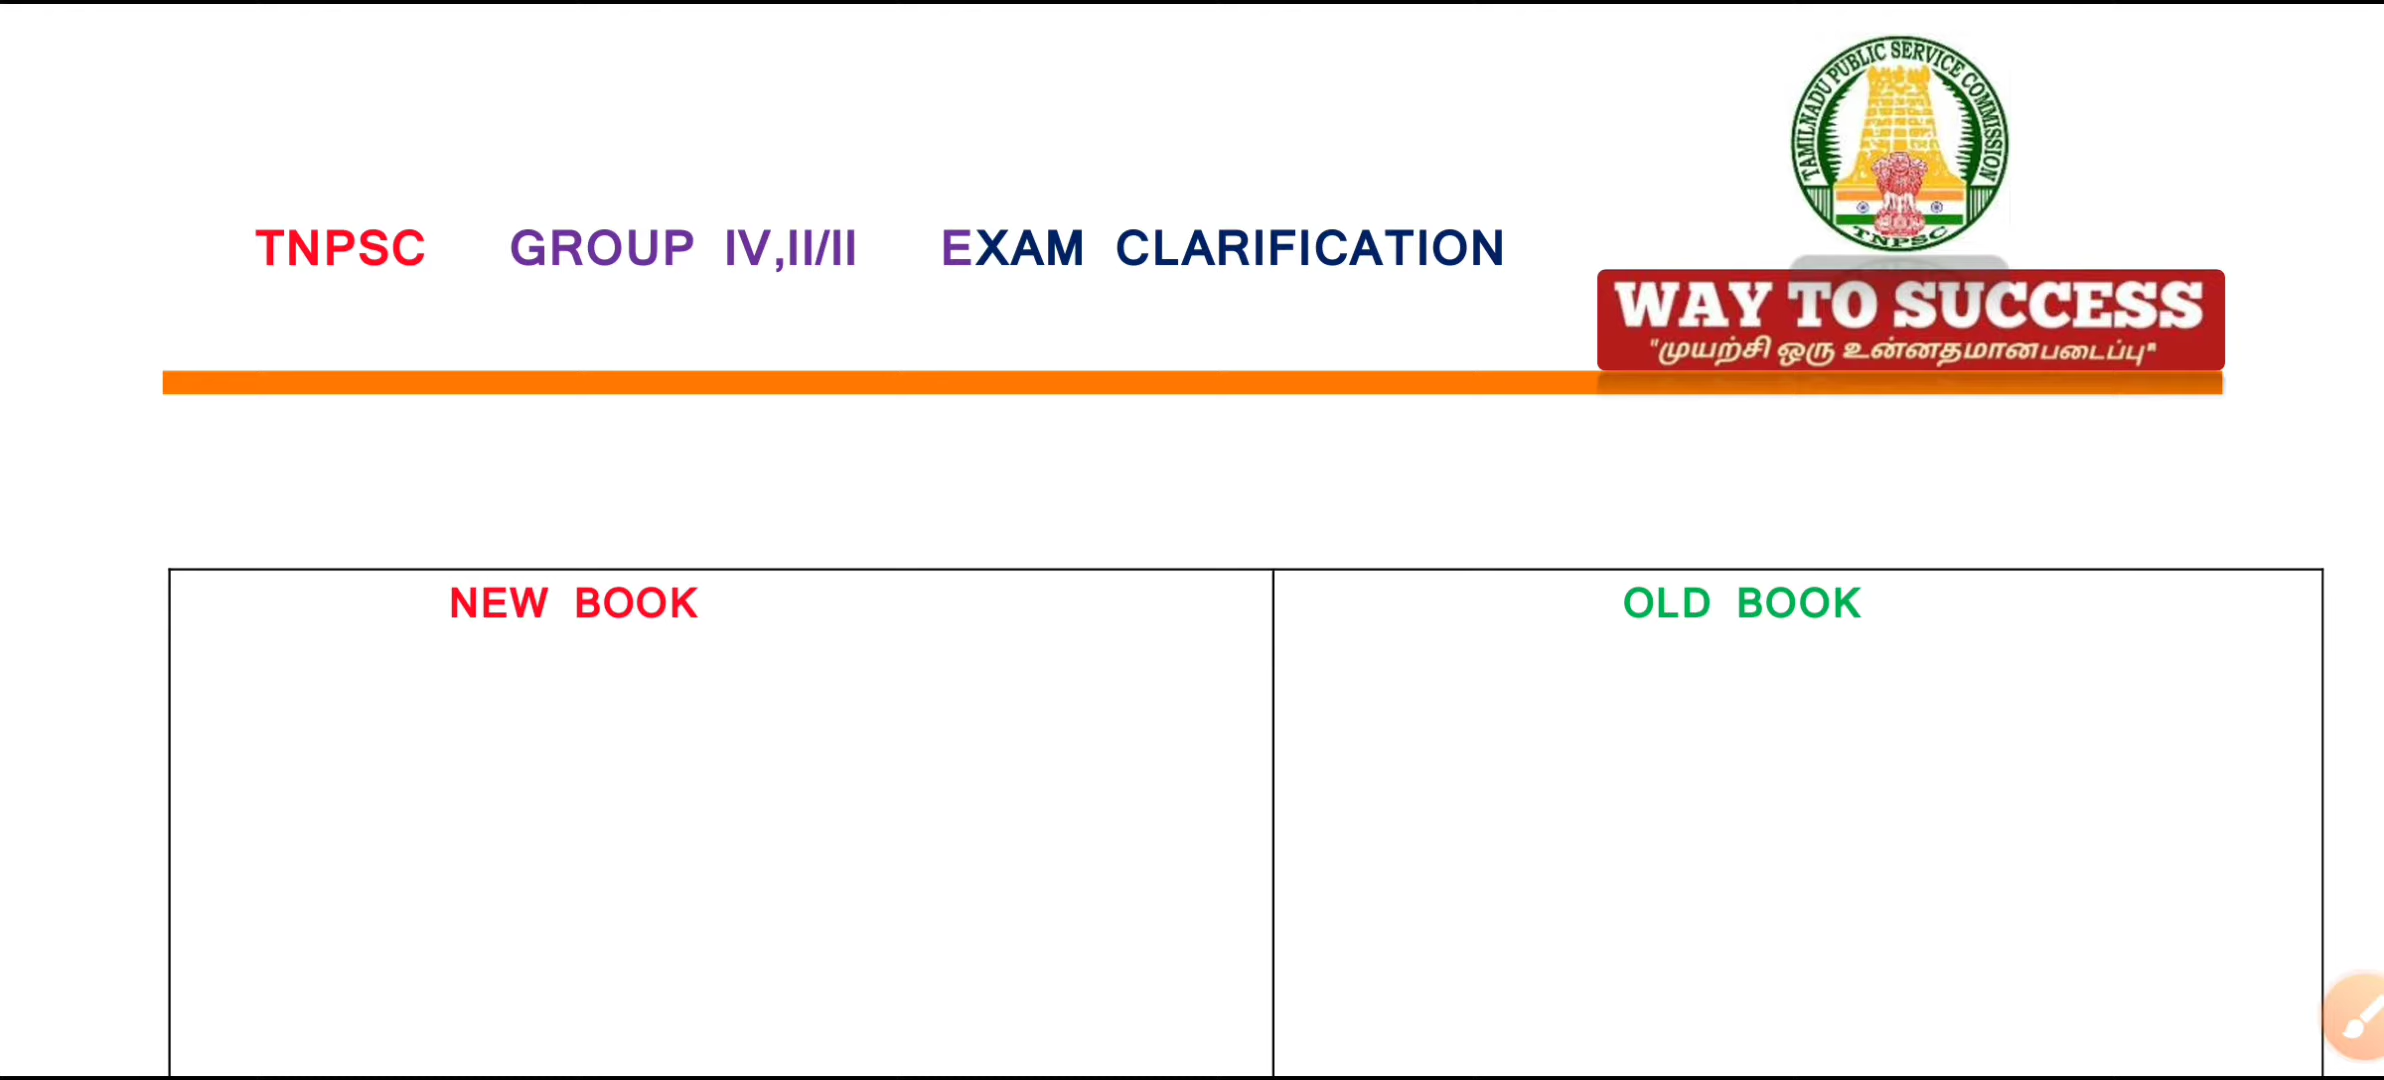 TAMILNADU PUBLIC SERVICE COMMISSION
TNPSC
TNPSC GROUP IV,II/II EXAM CLARIFICATION
WAY TO SUCCESS
"முயற்சி ஒரு உன்னதமான படைப்பு"
NEW BOOK
OLD BOOK